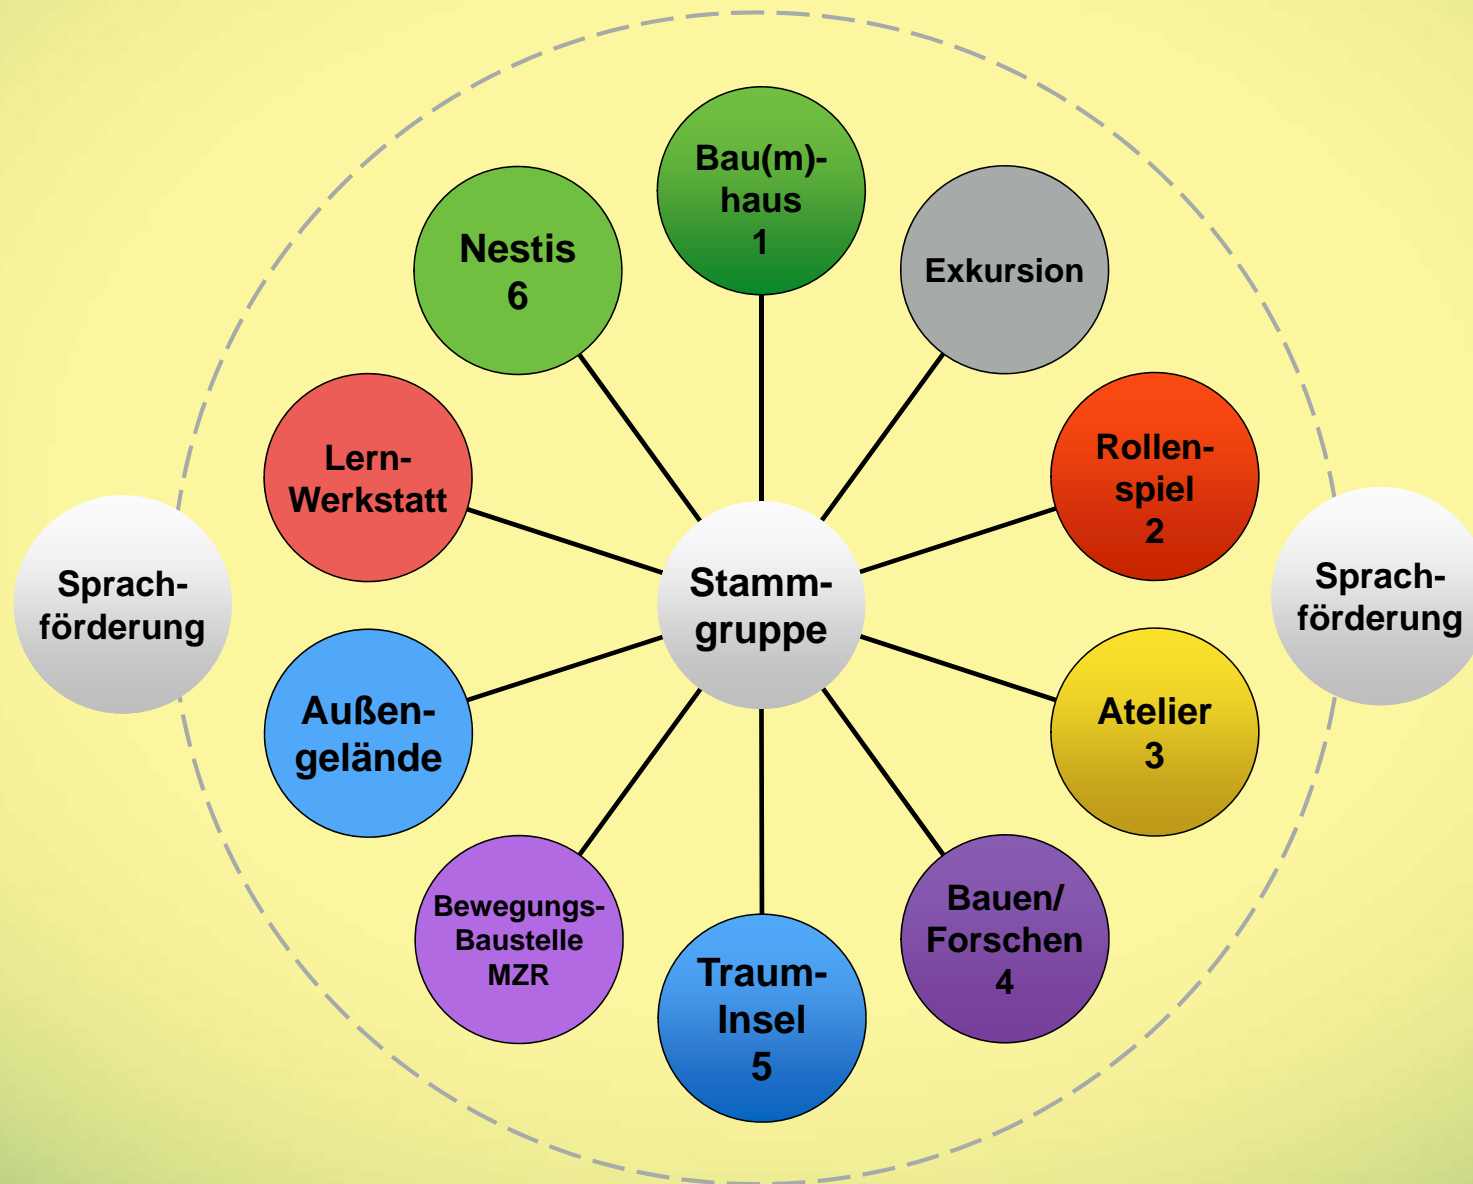 Bau(m)-
haus
1
Nestis
6
Exkursion
Lern-
Werkstatt
Rollen-
spiel
2
Sprach-
förderung
Stamm-
gruppe
Sprach-
förderung
Außen-
gelände
Atelier
3
Bewegungs-
Baustelle
MZR
Bauen/
Forschen
4
Traum-
Insel
5